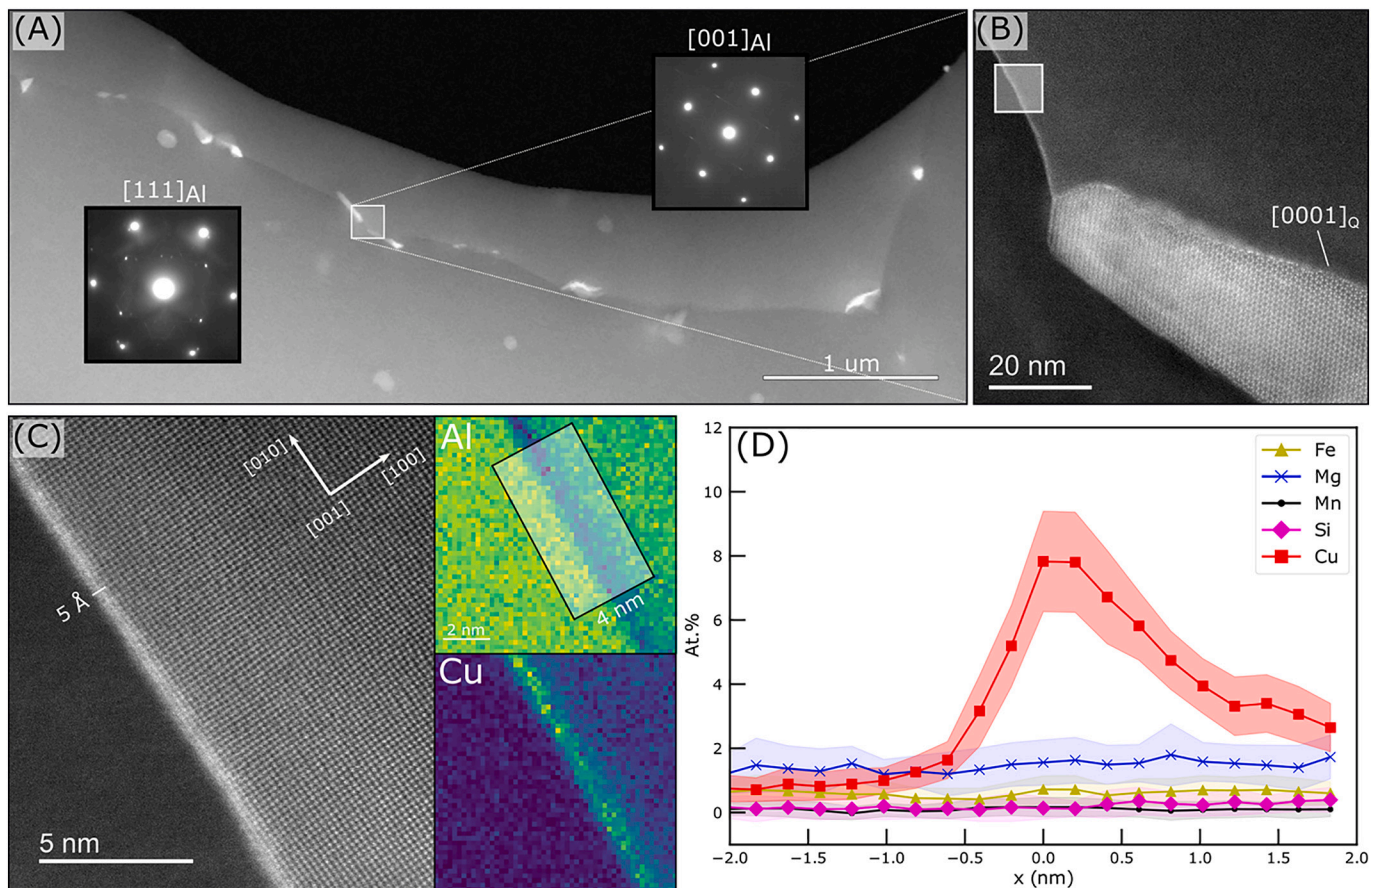 (A)
[001]Al
[111]Al
1 um
(B)
[0001]Q
20 nm
(C)
[010]
[100]
[001]
5 Å
5 nm
Al
4 nm
2 nm
Cu
(D)
At.%
12
10
8
6
4
2
0
−2.0 −1.5 −1.0 −0.5 0.0 0.5 1.0 1.5 2.0
x (nm)
Fe
Mg
Mn
Si
Cu